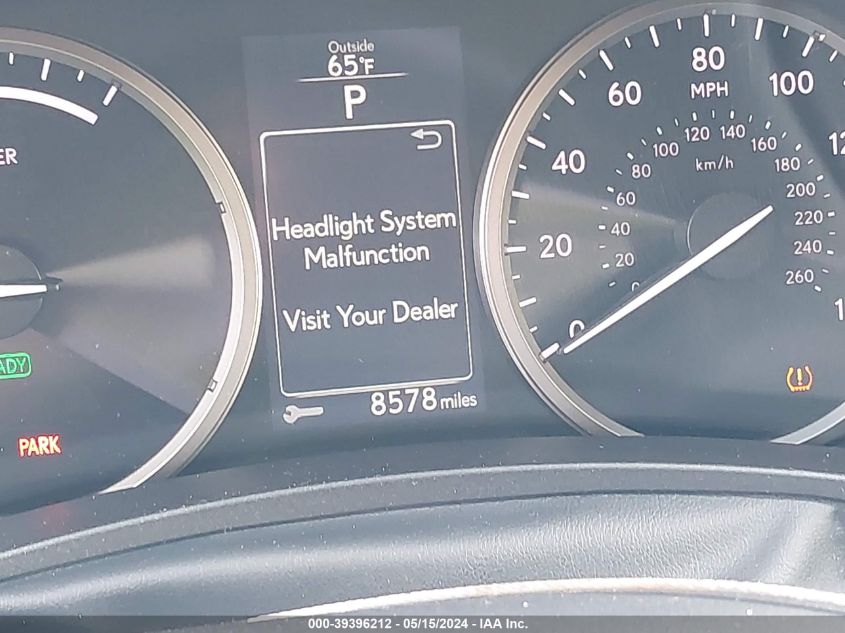 Outside
65°F
P
Headlight System
Malfunction
Visit Your Dealer
8578 miles
PARK
0
20
40
60
80
100
MPH
km/h
0
20
40
60
80
100
120
140
160
180
200
220
240
260
000-39396212 - 05/15/2024 - IAA Inc.